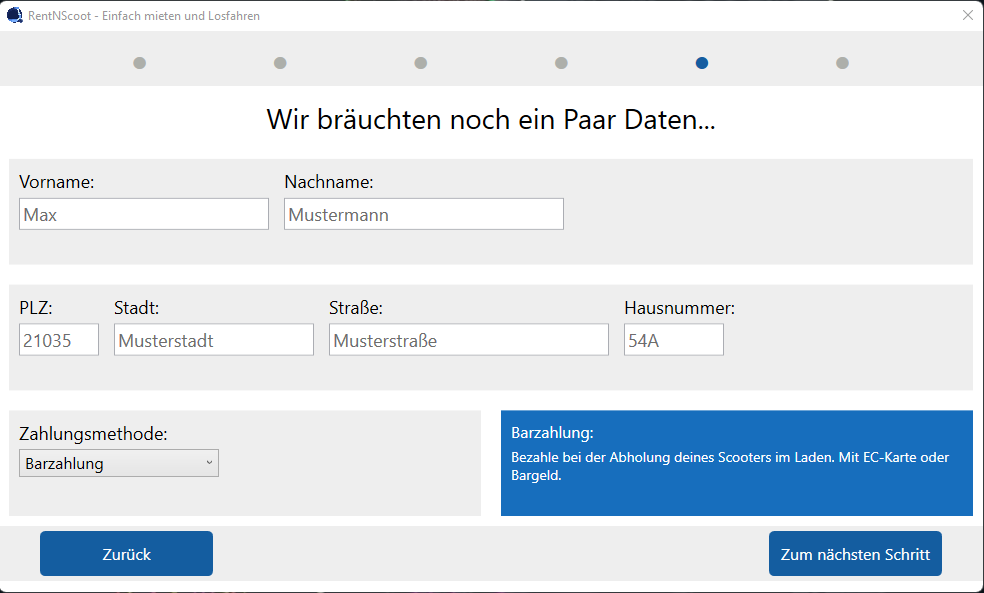 RentNScoot - Einfach mieten und Losfahren
Wir bräuchten noch ein Paar Daten...
Vorname: Nachname:
Max Mustermann
PLZ: Stadt: Straße: Hausnummer:
21035 Musterstadt Musterstraße 54A
Zahlungsmethode:
Barzahlung
Barzahlung:
Bezahle bei der Abholung deines Scooters im Laden. Mit EC-Karte oder
Bargeld.
Zurück Zum nächsten Schritt